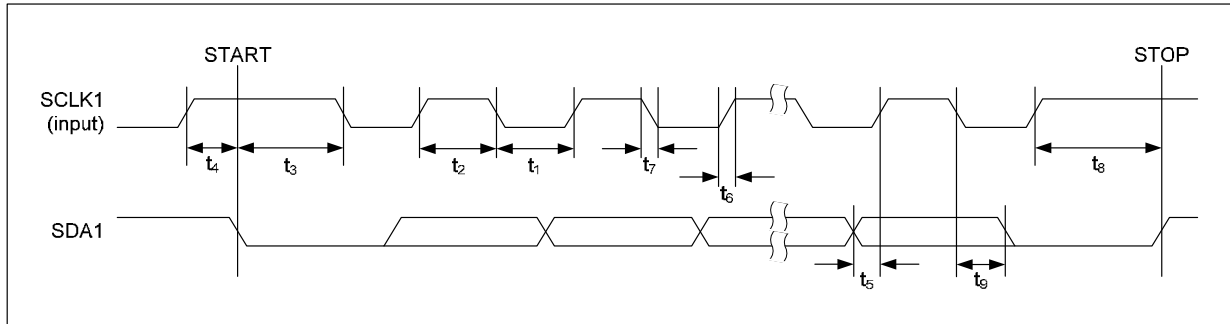 START
STOP
SCLK1
(input)
t4
t3
t2
t1
t7
t6
t8
SDA1
t5
t9